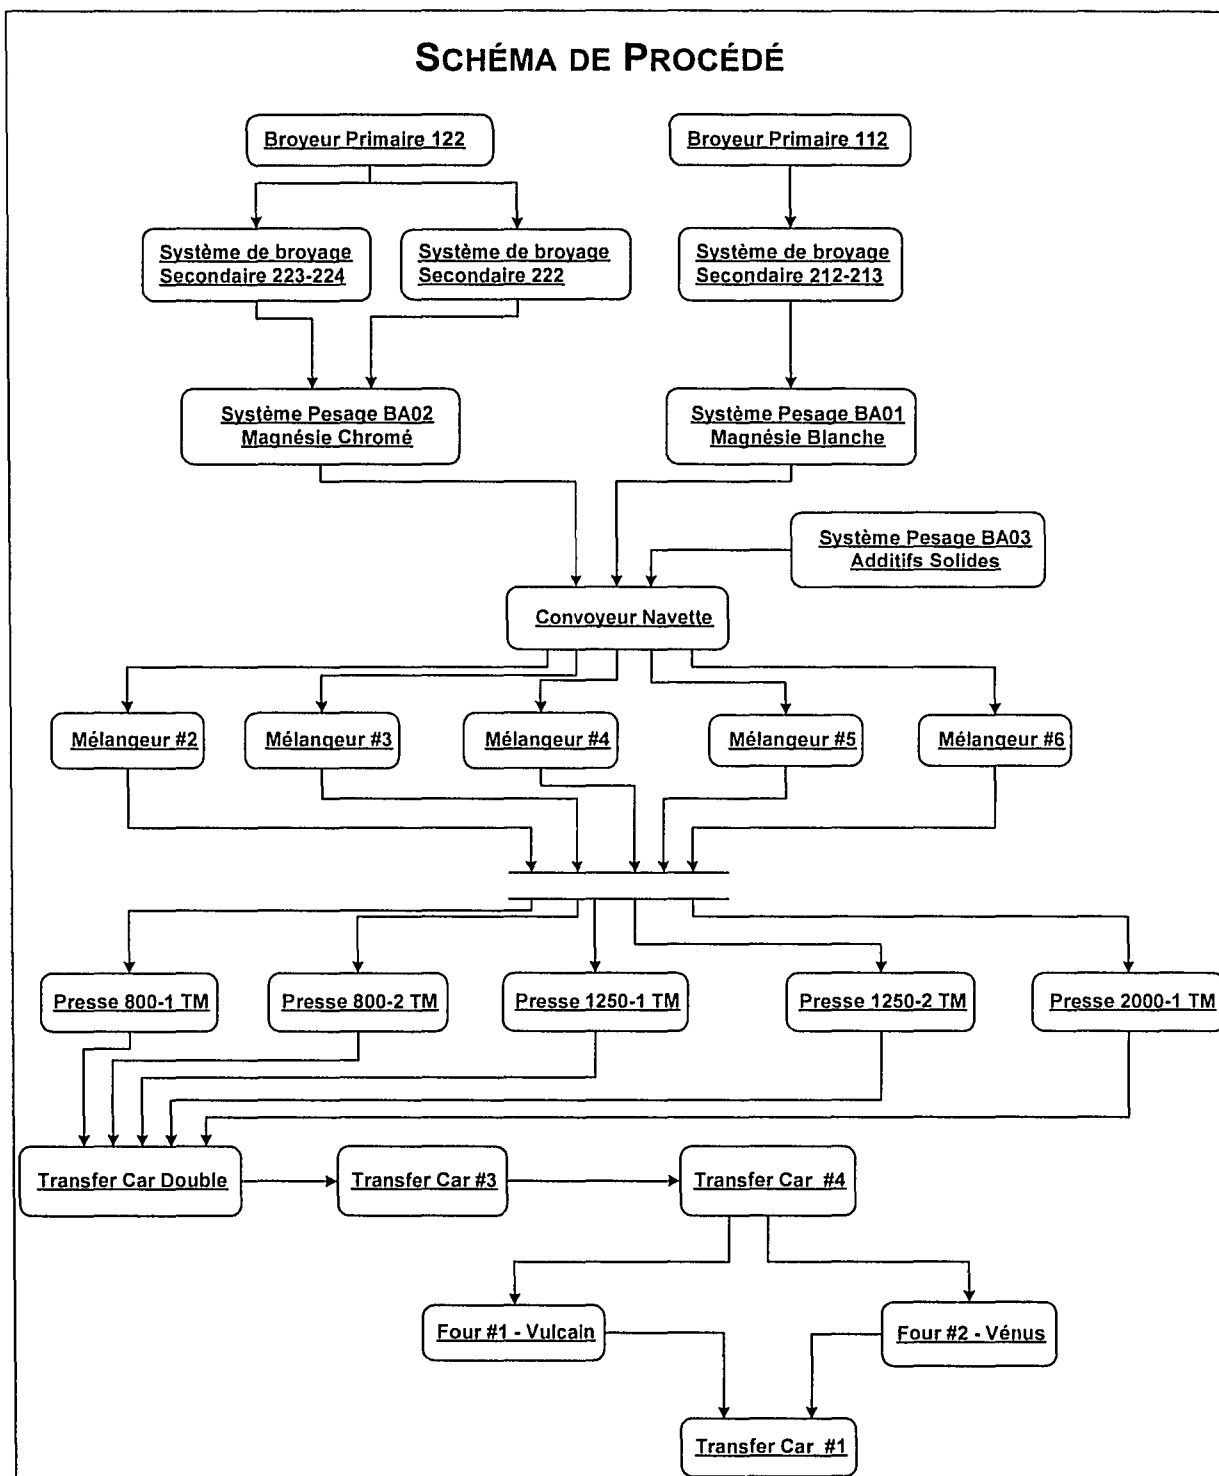 SCHÉMA DE PROCÉDÉ
Broyeur Primaire 122
Broyeur Primaire 112
Système de broyage
Secondaire 223-224
Système de broyage
Secondaire 222
Système de broyage
Secondaire 212-213
Système Pesage BA02
Magnésie Chromé
Système Pesage BA01
Magnésie Blanche
Système Pesage BA03
Additifs Solides
Convoyeur Navette
Mélangeur #2
Mélangeur #3
Mélangeur #4
Mélangeur #5
Mélangeur #6
Presse 800-1 TM
Presse 800-2 TM
Presse 1250-1 TM
Presse 1250-2 TM
Presse 2000-1 TM
Transfer Car Double
Transfer Car #3
Transfer Car #4
Four #1 - Vulcain
Four #2 - Vénus
Transfer Car #1